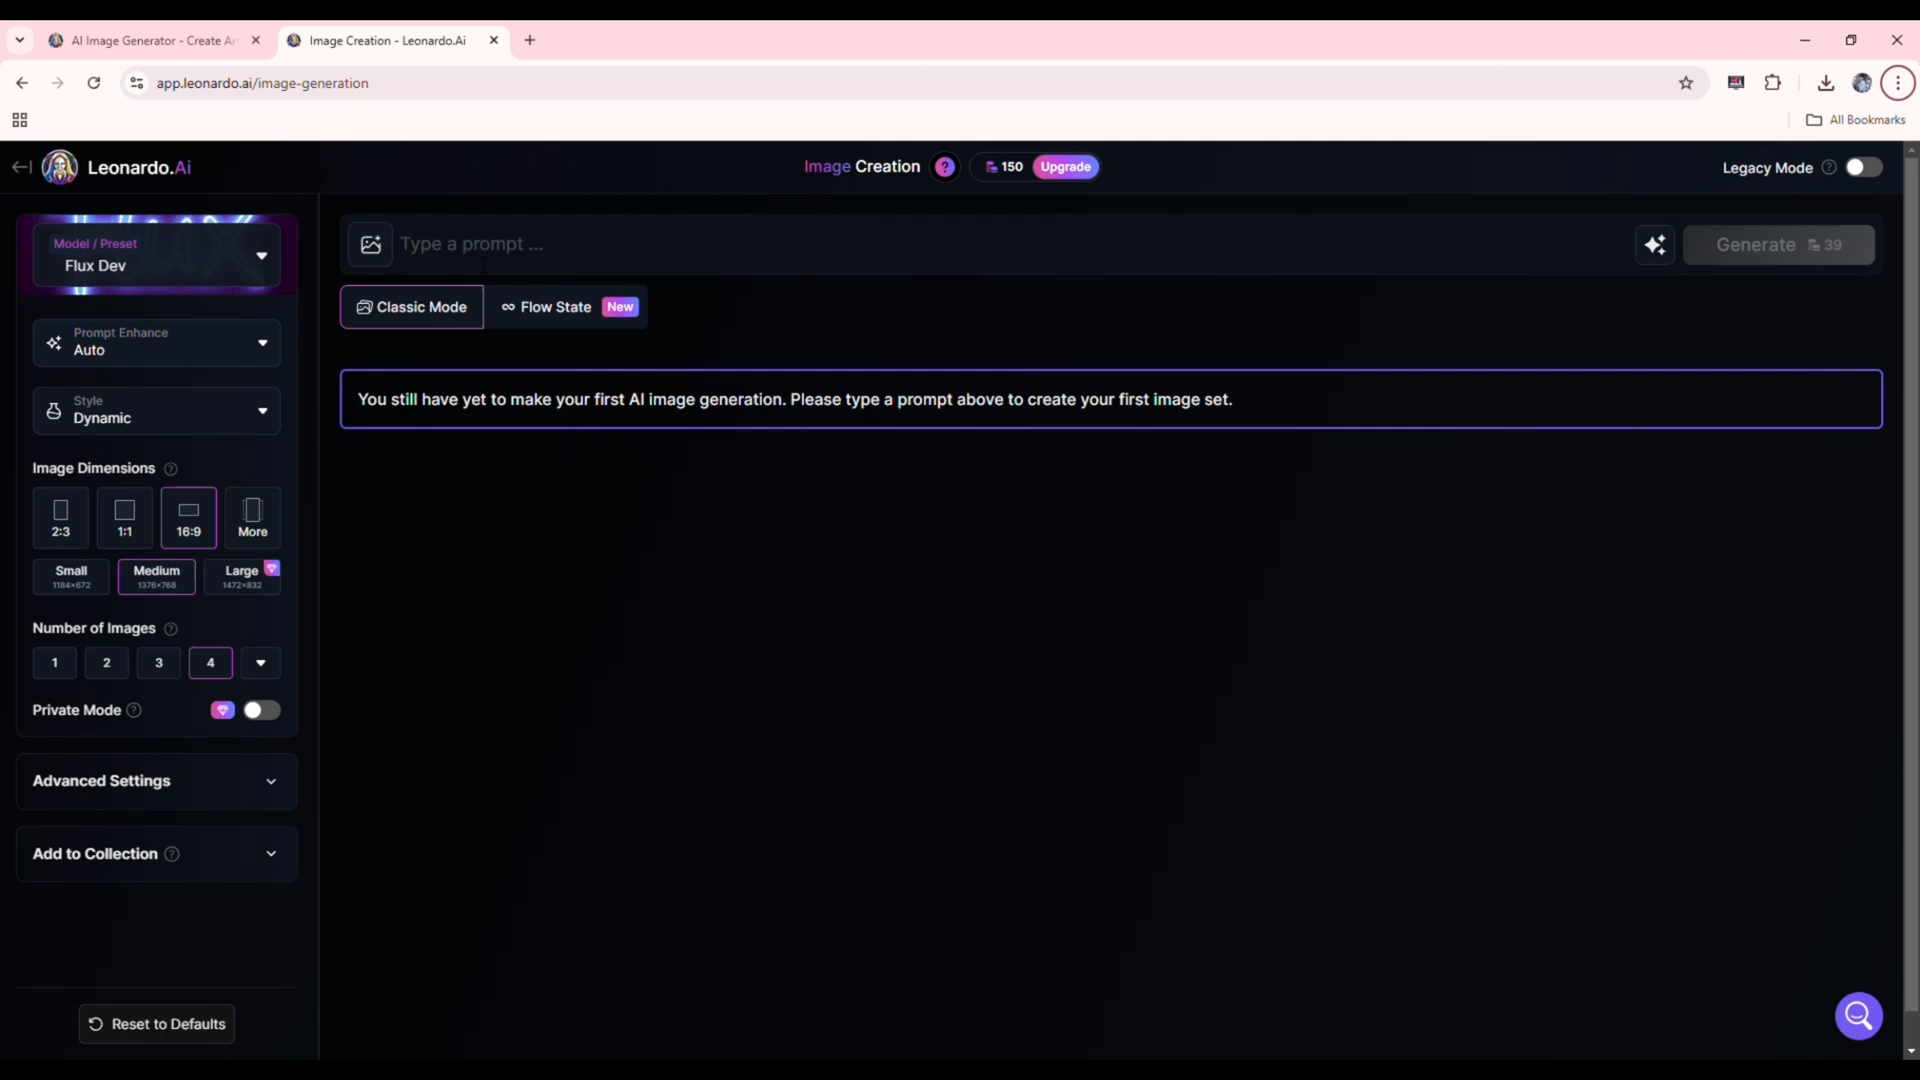 AI Image Generator - Create Ar
Image Creation - Leonardo.Ai
app.leonardo.ai/image-generation
All Bookmarks
Leonardo.Ai
Image Creation ? 150 Upgrade
Legacy Mode ?
Model / Preset
Flux Dev
Type a prompt ...
Generate 39
Classic Mode
Flow State New
Prompt Enhance
Auto
You still have yet to make your first AI image generation. Please type a prompt above to create your first image set.
Style
Dynamic
Image Dimensions ?
2:3 1:1 16:9 More
Small Medium Large
1184×672 1376×768 1472×832
Number of Images ?
1 2 3 4
Private Mode ?
Advanced Settings
Add to Collection ?
Reset to Defaults